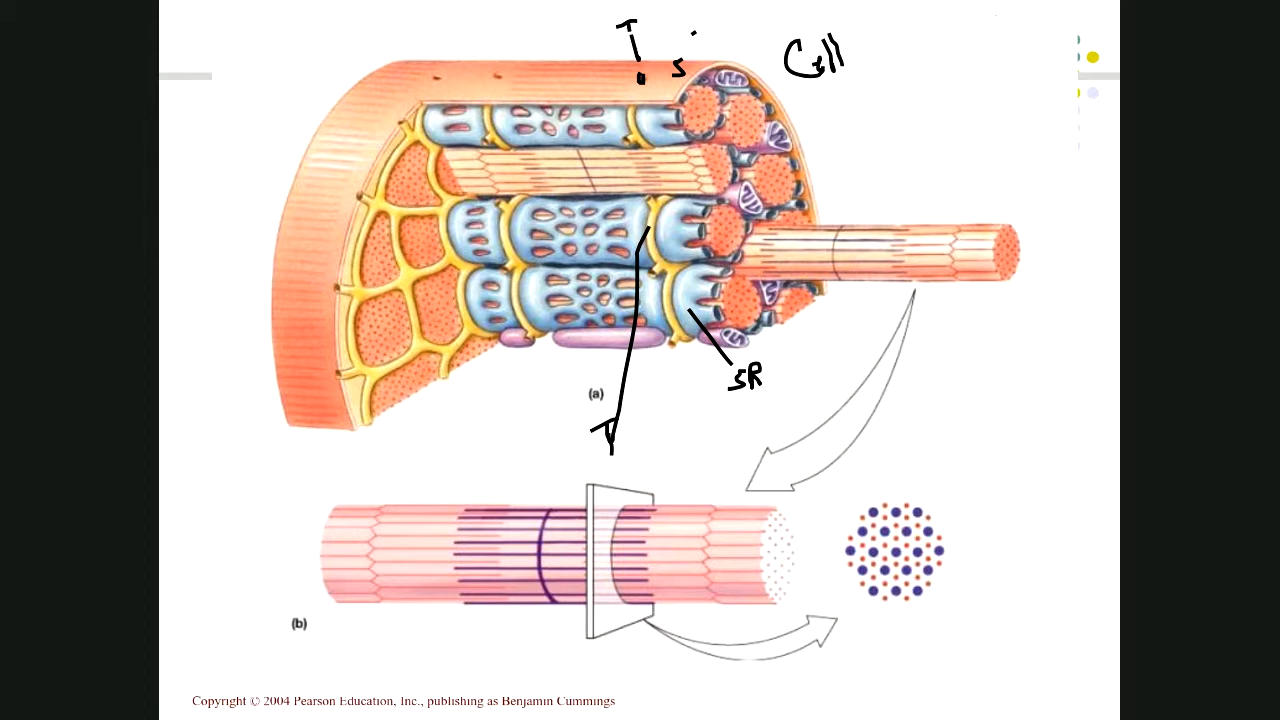 T
S
Cell
SR
(a)
T
(b)
Copyright © 2004 Pearson Education, Inc., publishing as Benjamin Cummings